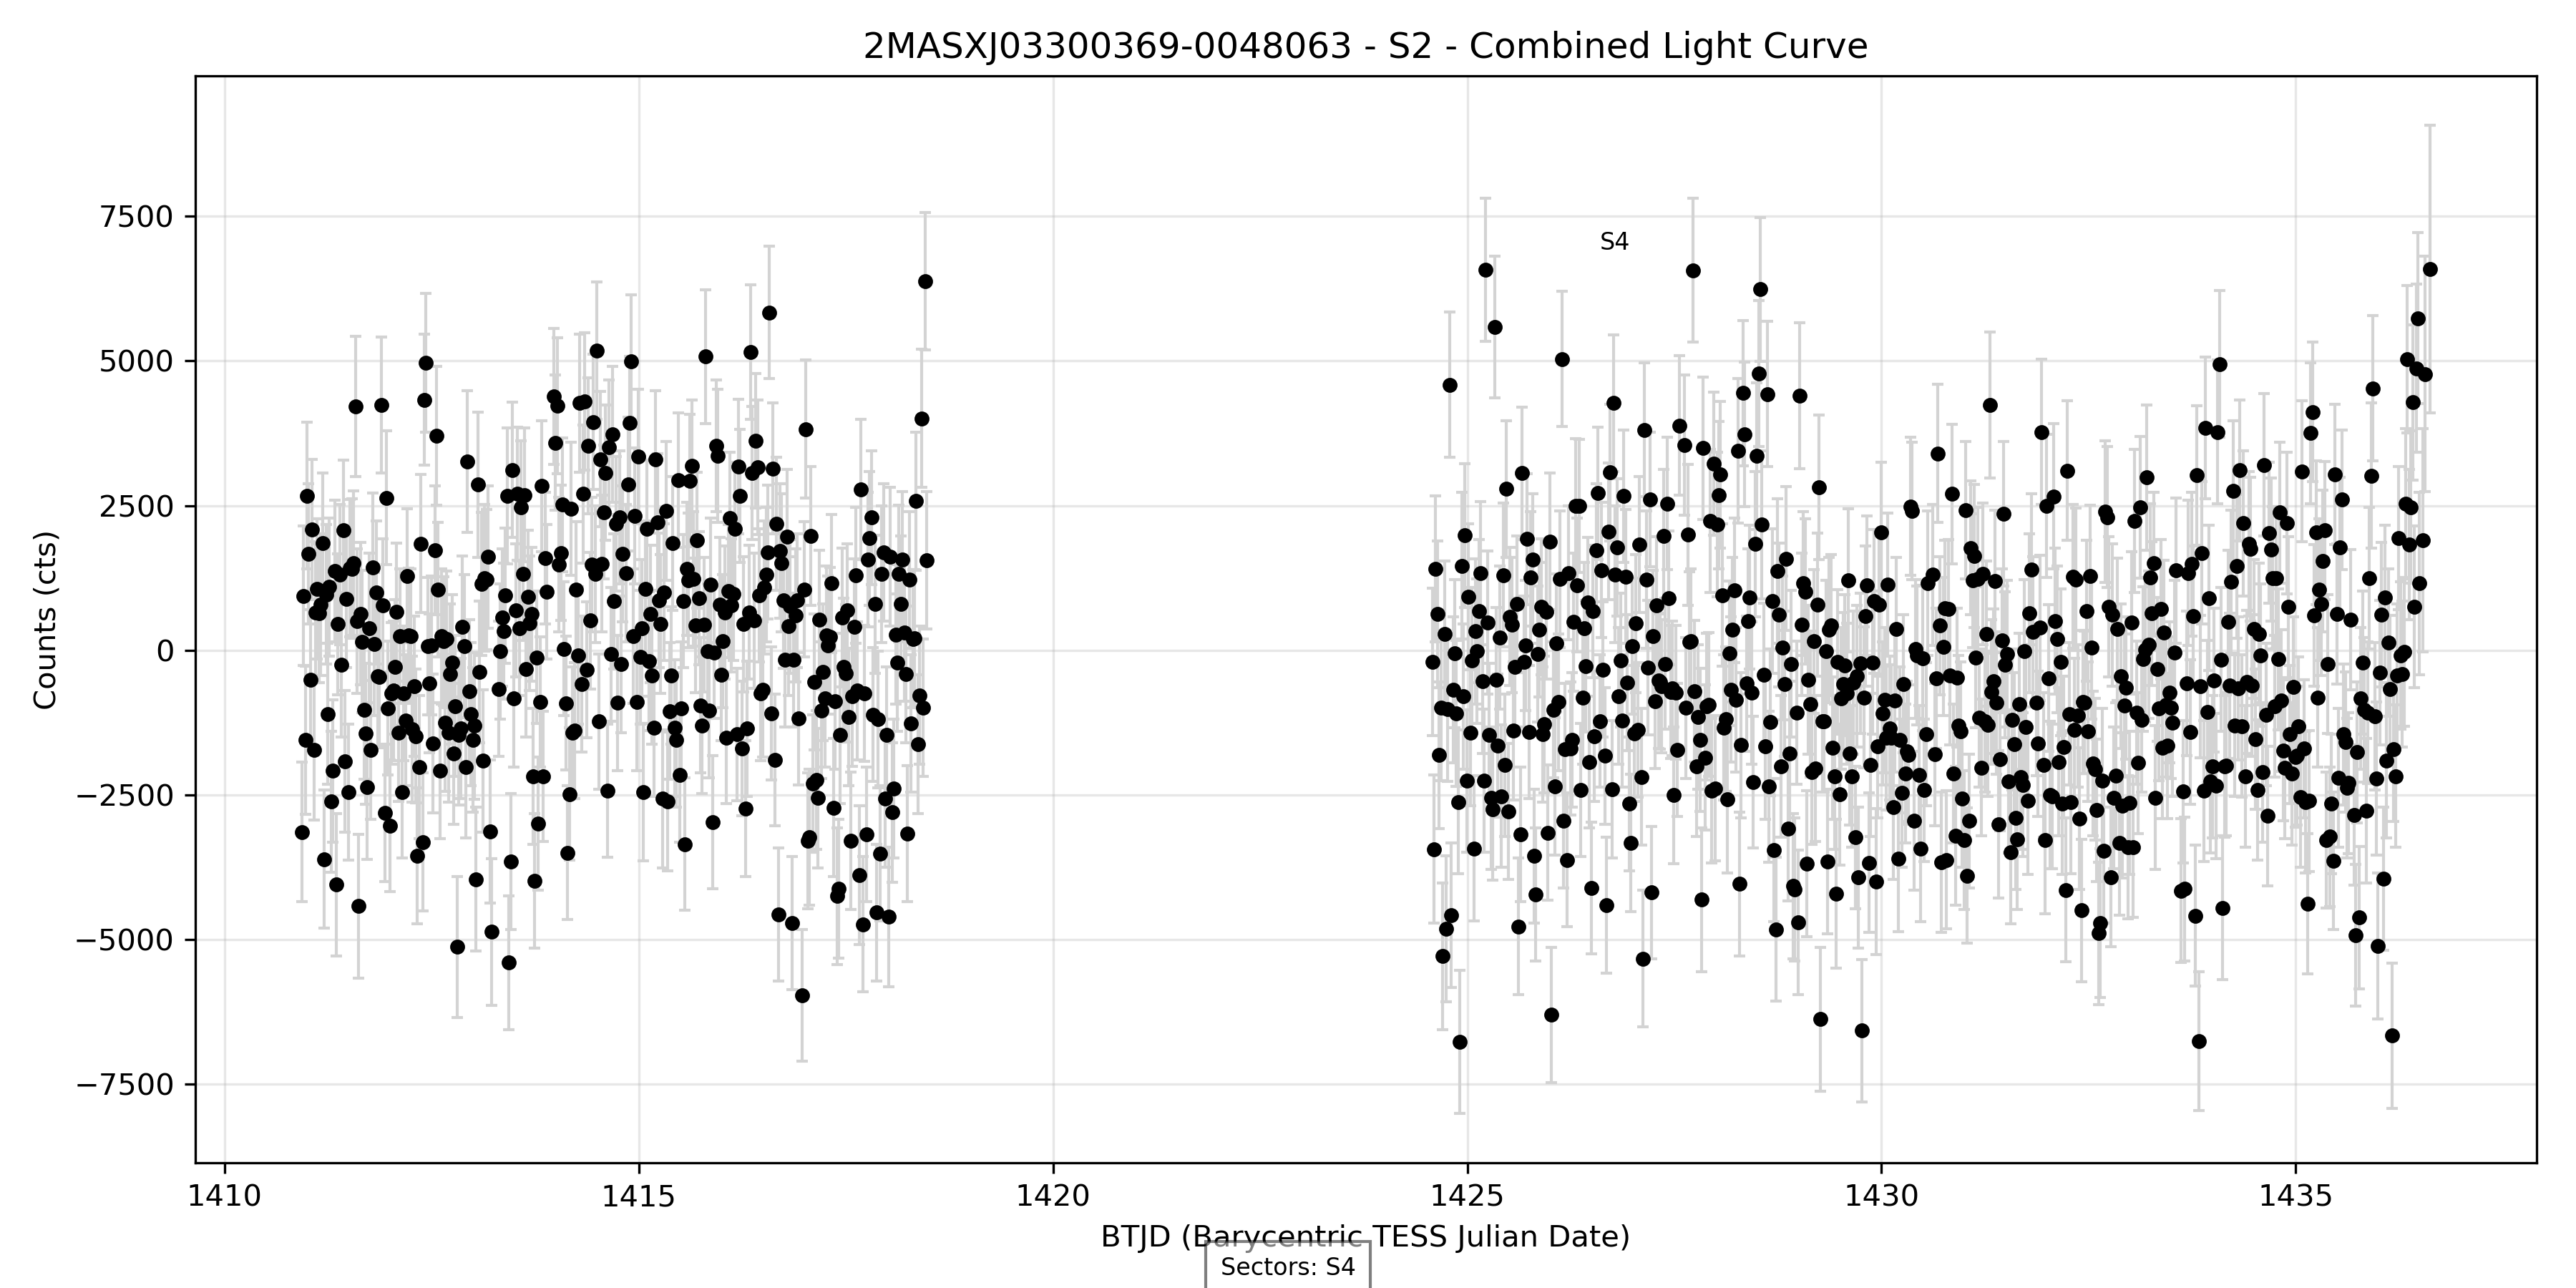 2MASXJ03300369-0048063 - S2 - Combined Light Curve
7500
5000
2500
0
−2500
−5000
−7500
Counts (cts)
S4
1410
1415
1420
1425
1430
1435
BTJD (Barycentric TESS Julian Date)
Sectors: S4